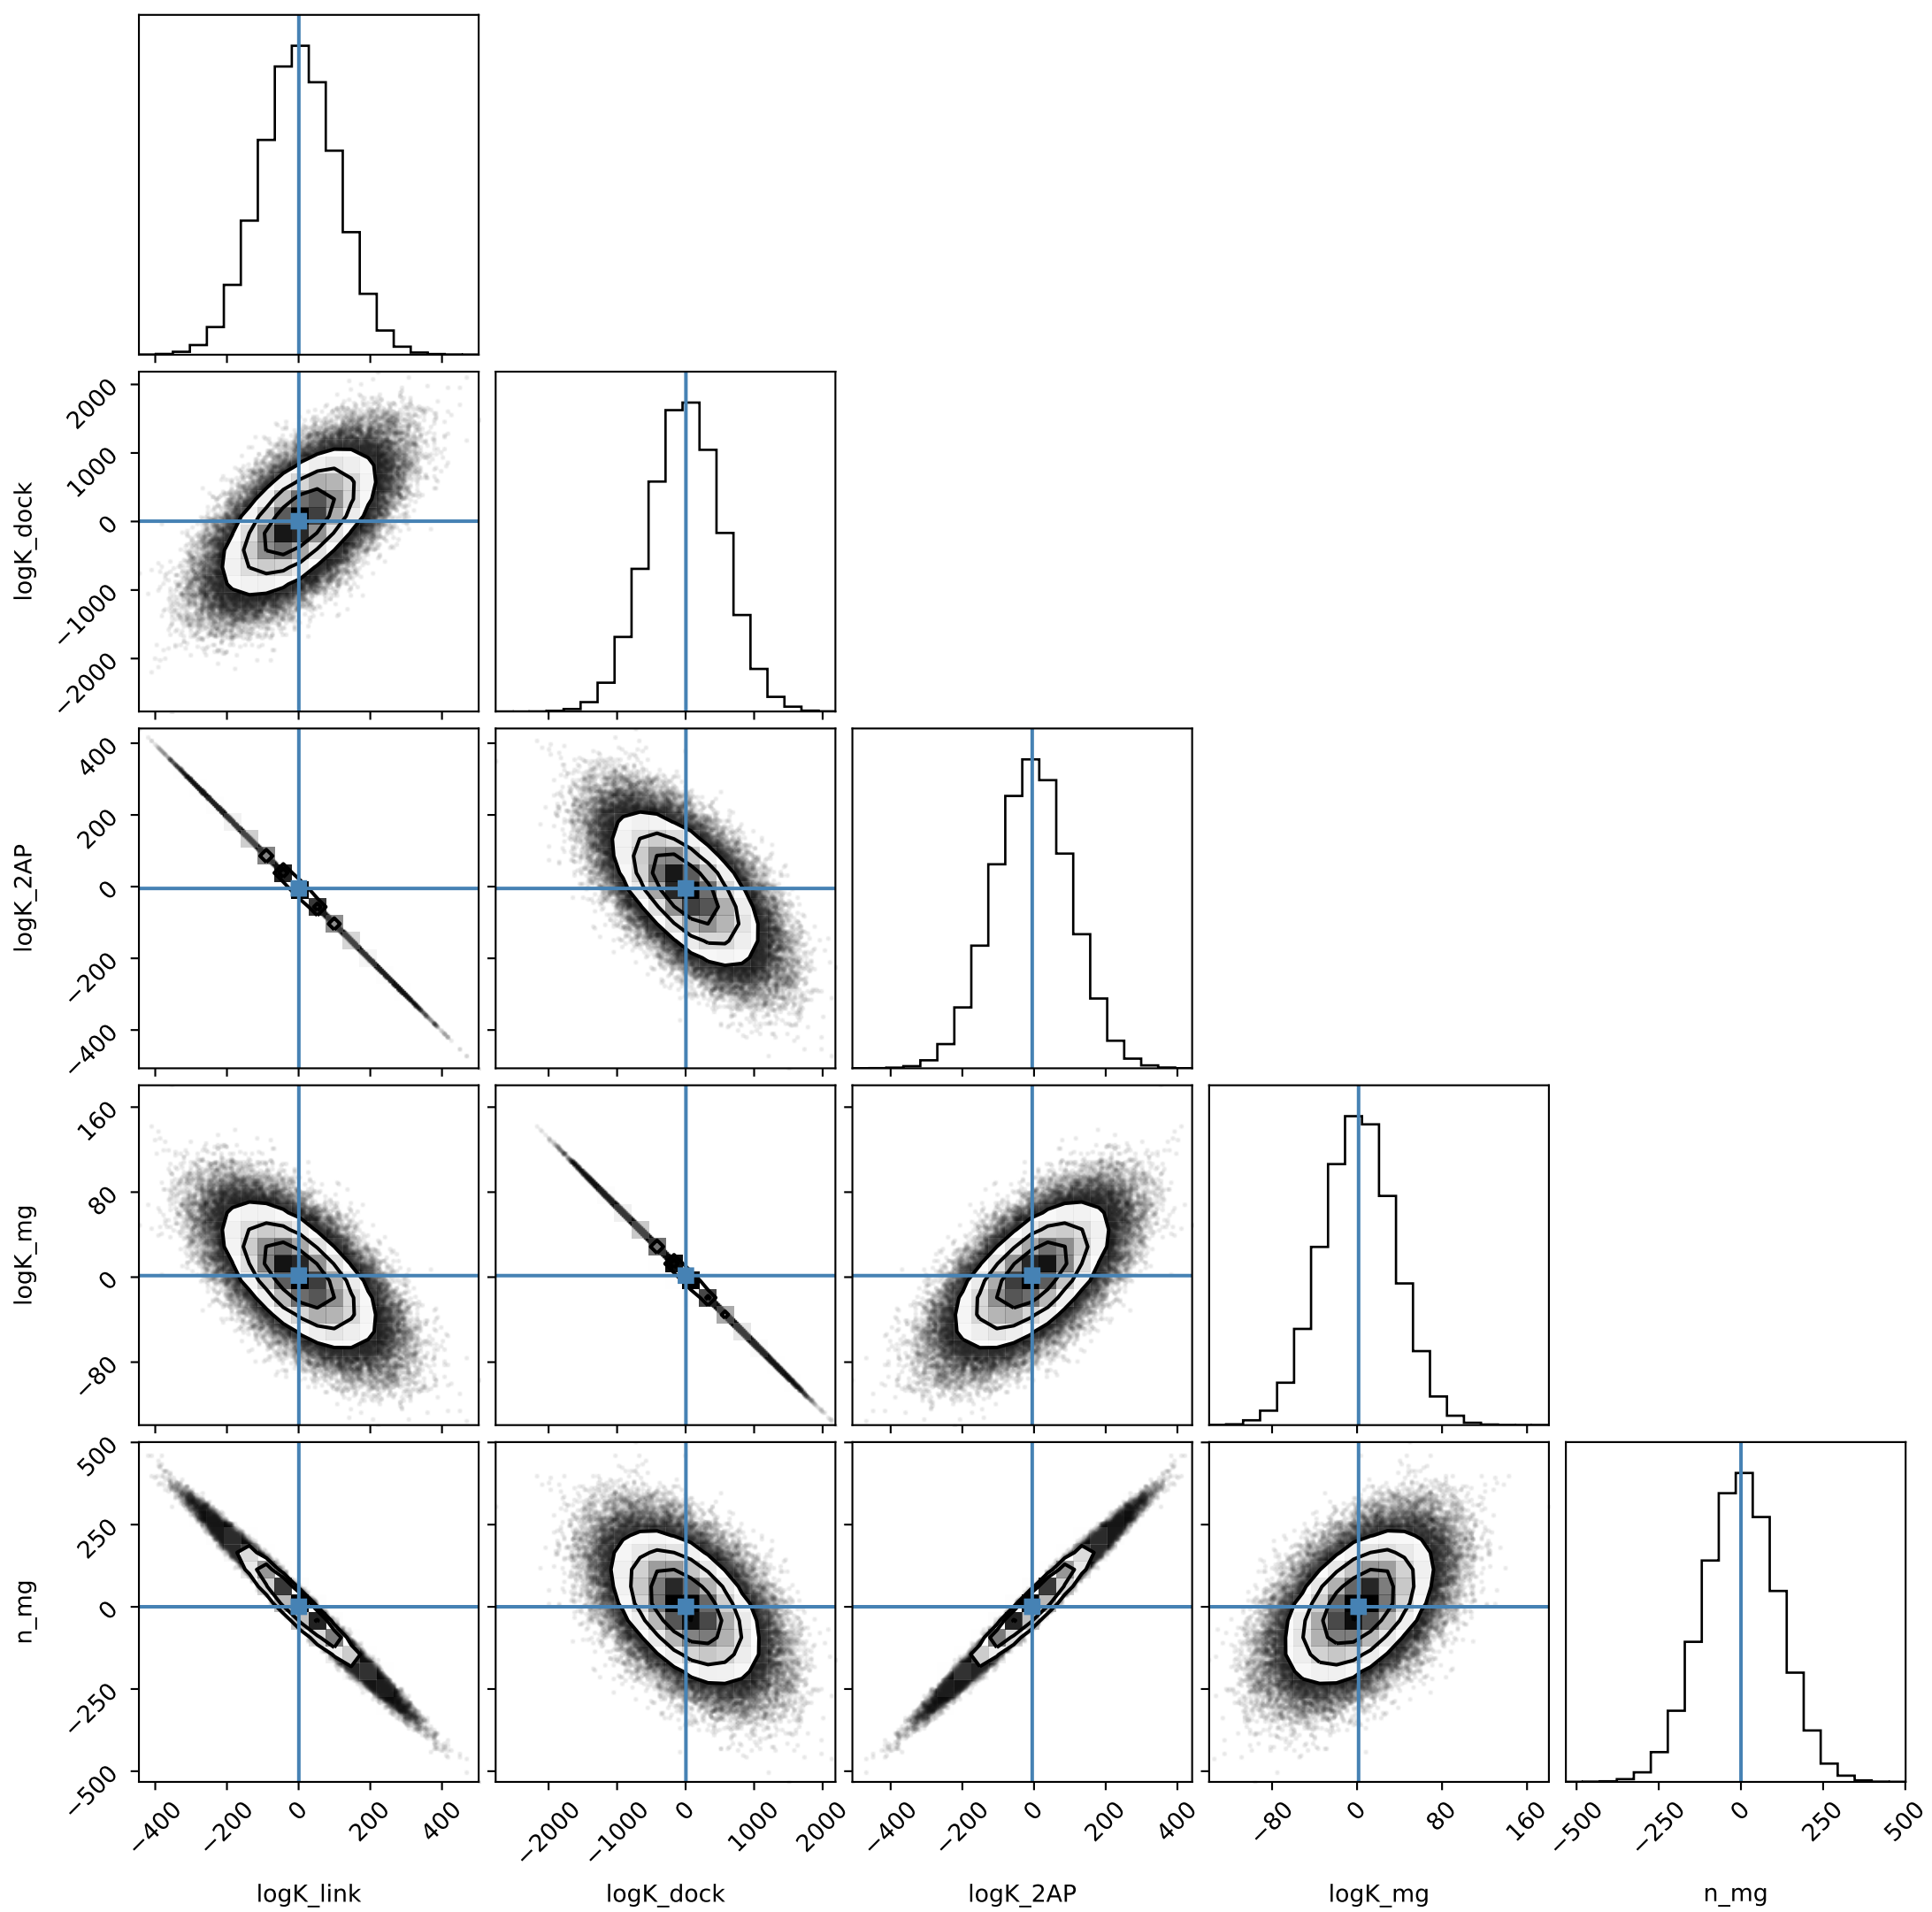 2000
1000
0
−1000
−2000
logK_dock
400
200
0
−200
−400
logK_2AP
160
80
0
−80
logK_mg
500
250
0
−250
−500
n_mg
−400 −200 0 200 400
−2000 −1000 0 1000 2000
−400 −200 0 200 400
−80 0 80 160
−500 −250 0 250 500
logK_link logK_dock logK_2AP logK_mg n_mg